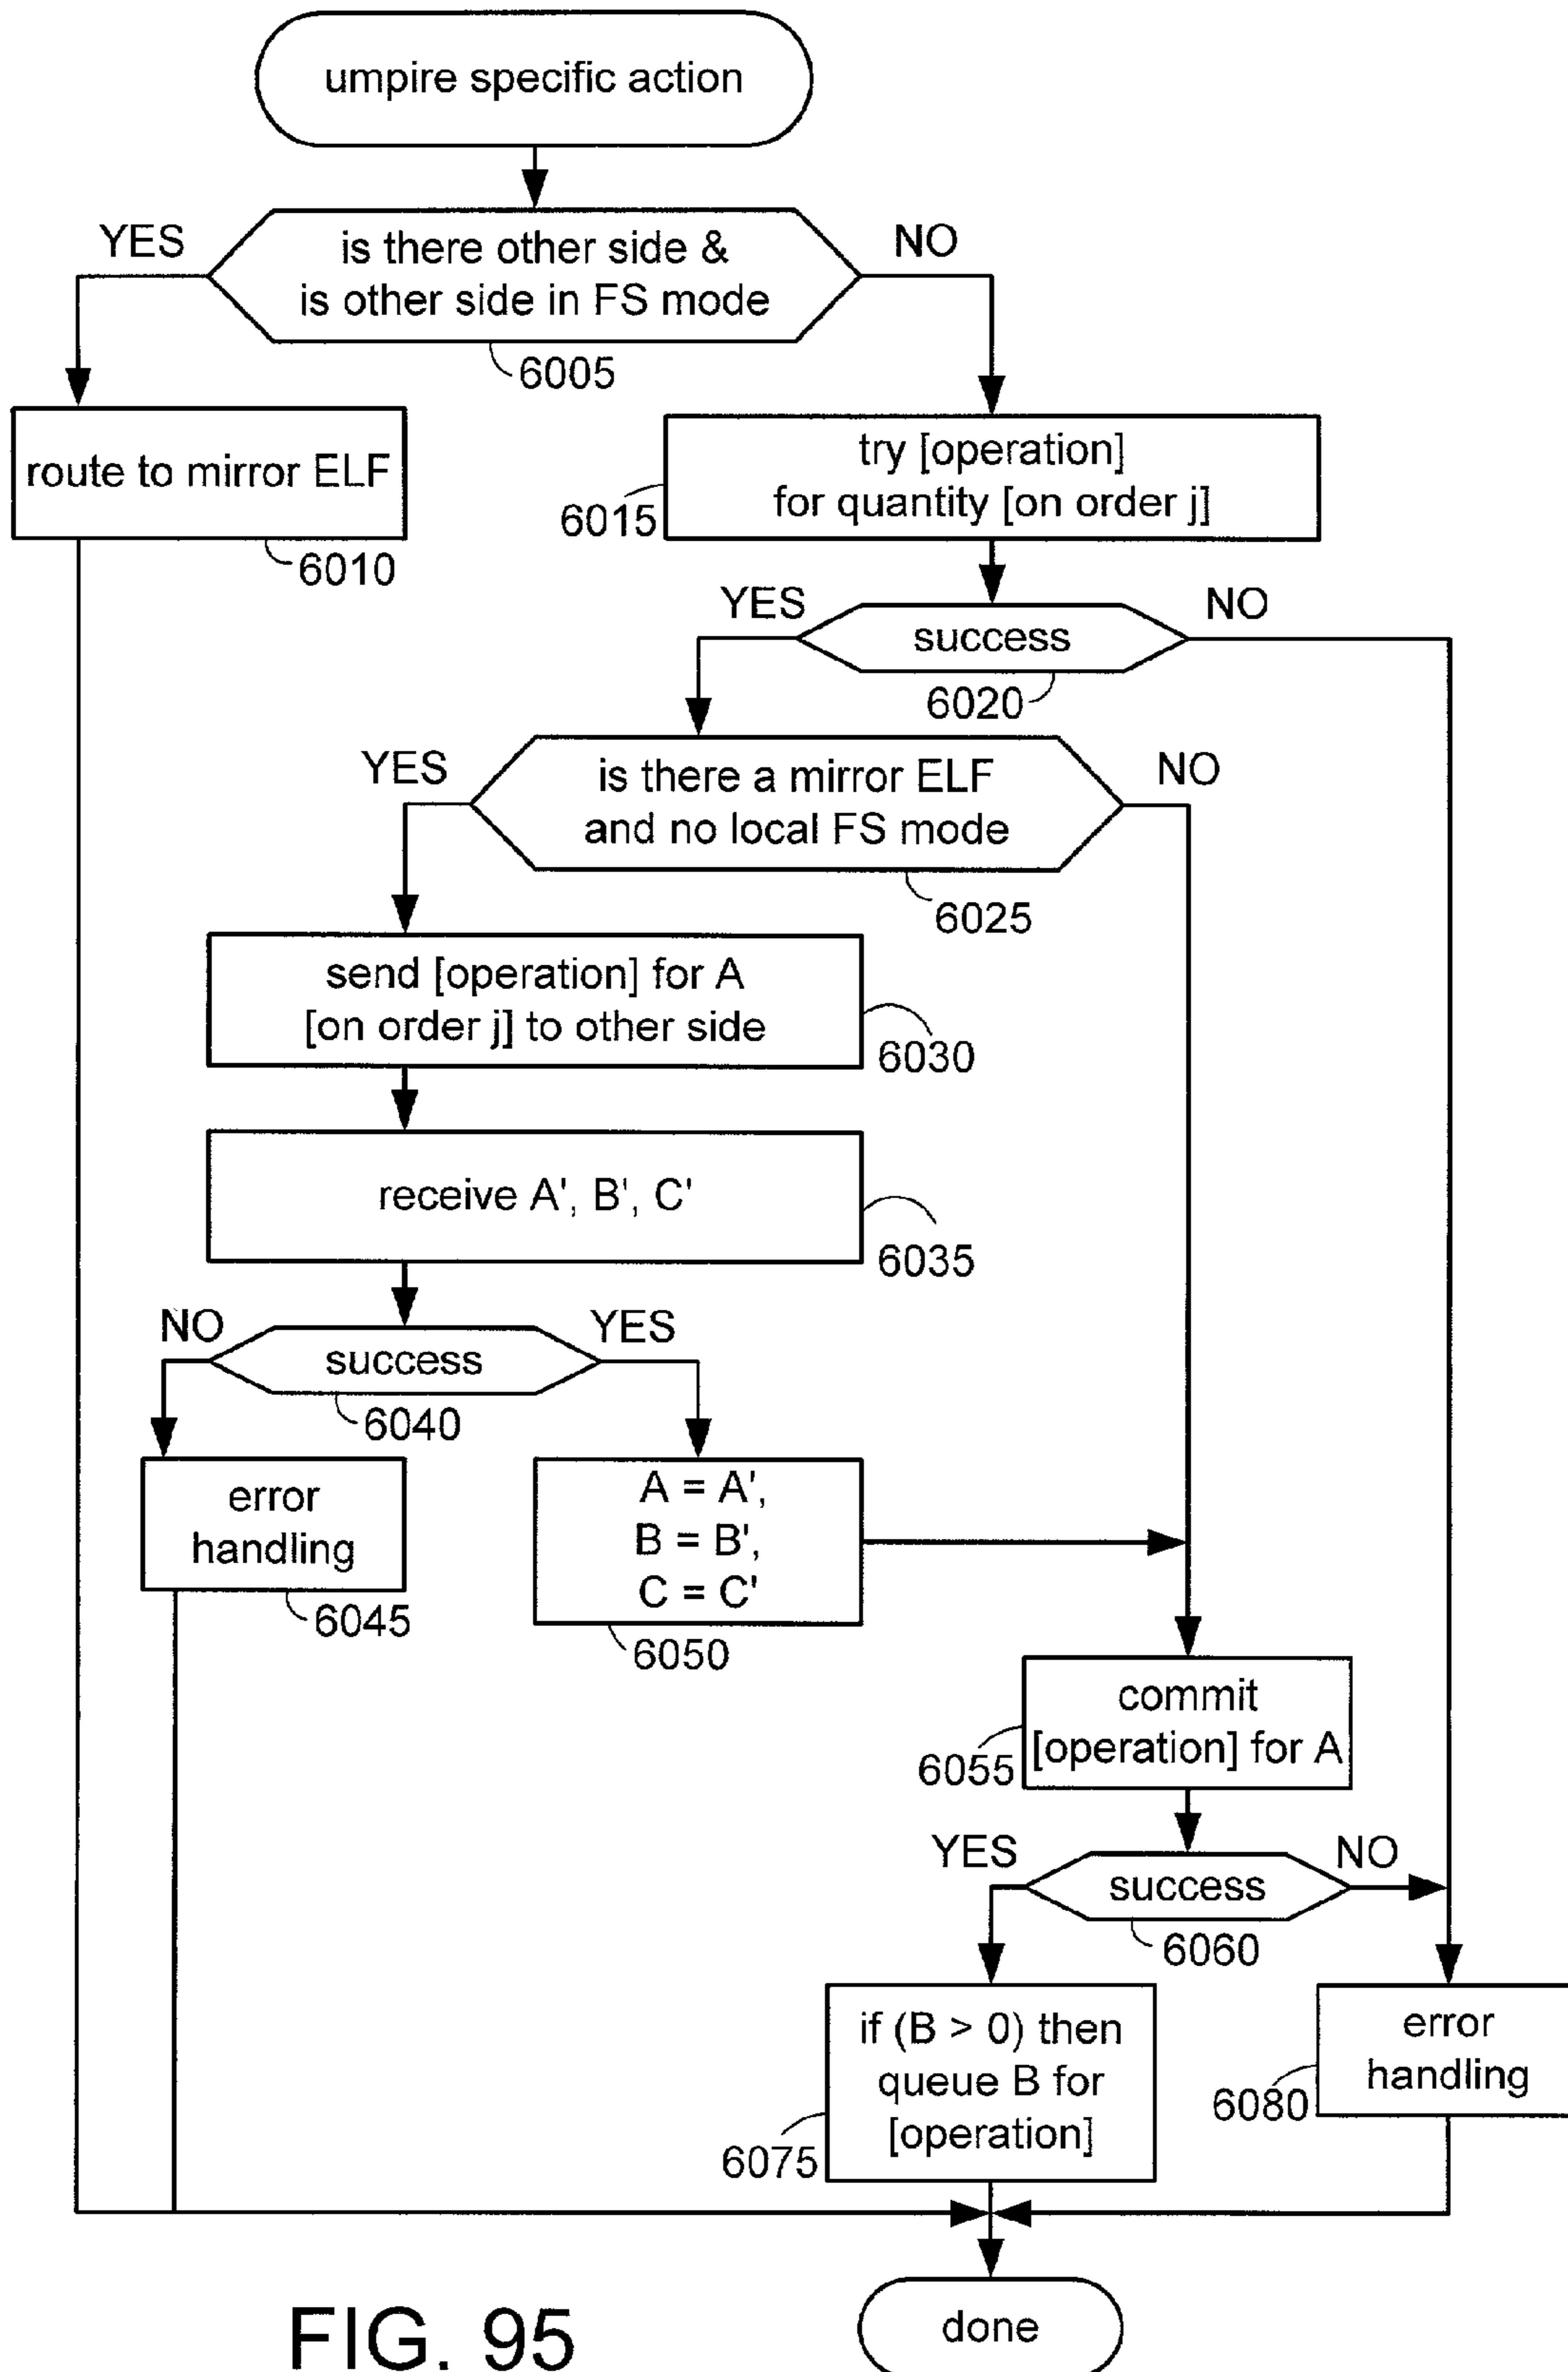 umpire specific action
YES
is there other side &
is other side in FS mode
NO
6005
route to mirror ELF
6010
try [operation]
for quantity [on order j]
6015
YES
success
NO
6020
YES
is there a mirror ELF
and no local FS mode
NO
6025
send [operation] for A
[on order j] to other side
6030
receive A', B', C'
6035
NO
success
YES
6040
error
handling
6045
A = A',
B = B',
C = C'
6050
commit
[operation] for A
6055
YES
success
NO
6060
if (B > 0) then
queue B for
[operation]
6075
error
handling
6080
done
FIG. 95